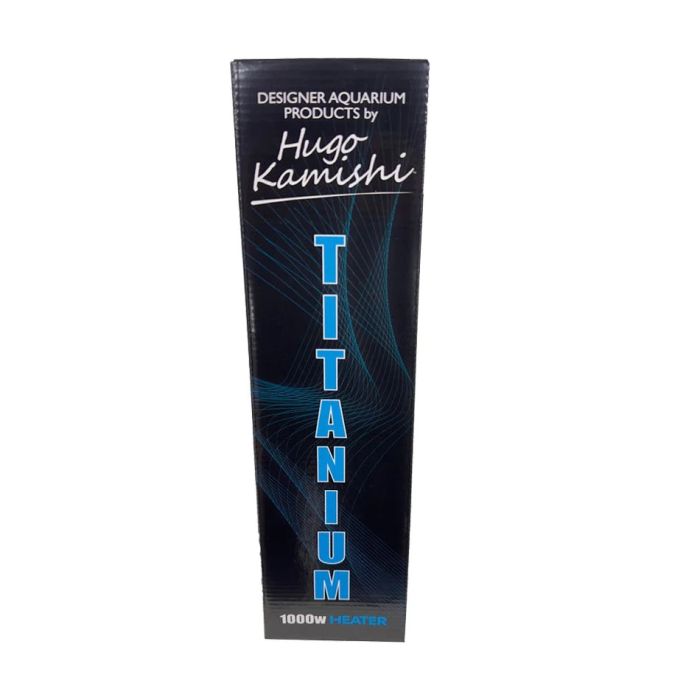 DESIGNER AQUARIUM
PRODUCTS by
Hugo
Kamishi
TITANIUM
1000w HEATER